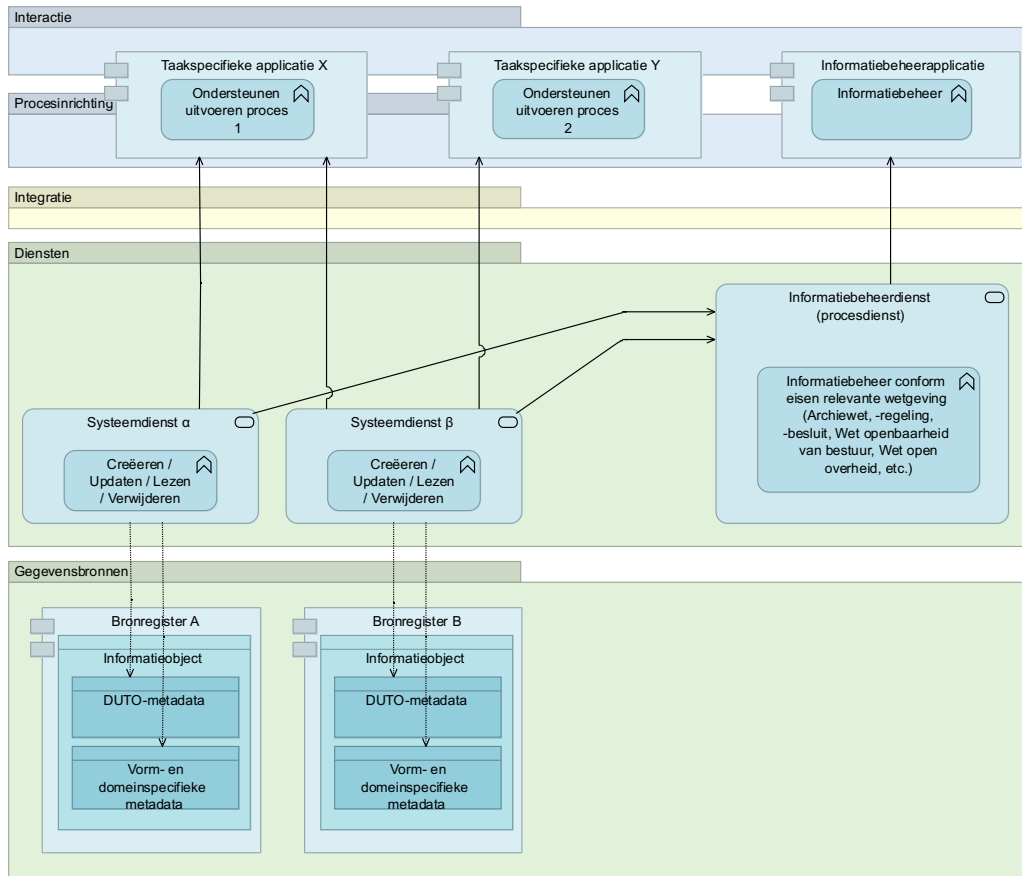 Interactie
Taakspecifieke applicatie X
Taakspecifieke applicatie Y
Informatiebeheerapplicatie
Ondersteunen
uitvoeren proces
1
Ondersteunen
uitvoeren proces
2
Informatiebeheer
Procesinrichting
Integratie
Diensten
Informatiebeheerdienst
(procesdienst)
Informatiebeheer conform
eisen relevante wetgeving
(Archiewet, -regeling,
-besluit, Wet openbaarheid
van bestuur, Wet open
overheid, etc.)
Systeemdienst α
Creëeren /
Updaten / Lezen
/ Verwijderen
Systeemdienst β
Creëeren /
Updaten / Lezen
/ Verwijderen
Gegevensbronnen
Bronregister A
Informatieobject
DUTO-metadata
Vorm- en
domeinspecifieke
metadata
Bronregister B
Informatieobject
DUTO-metadata
Vorm- en
domeinspecifieke
metadata